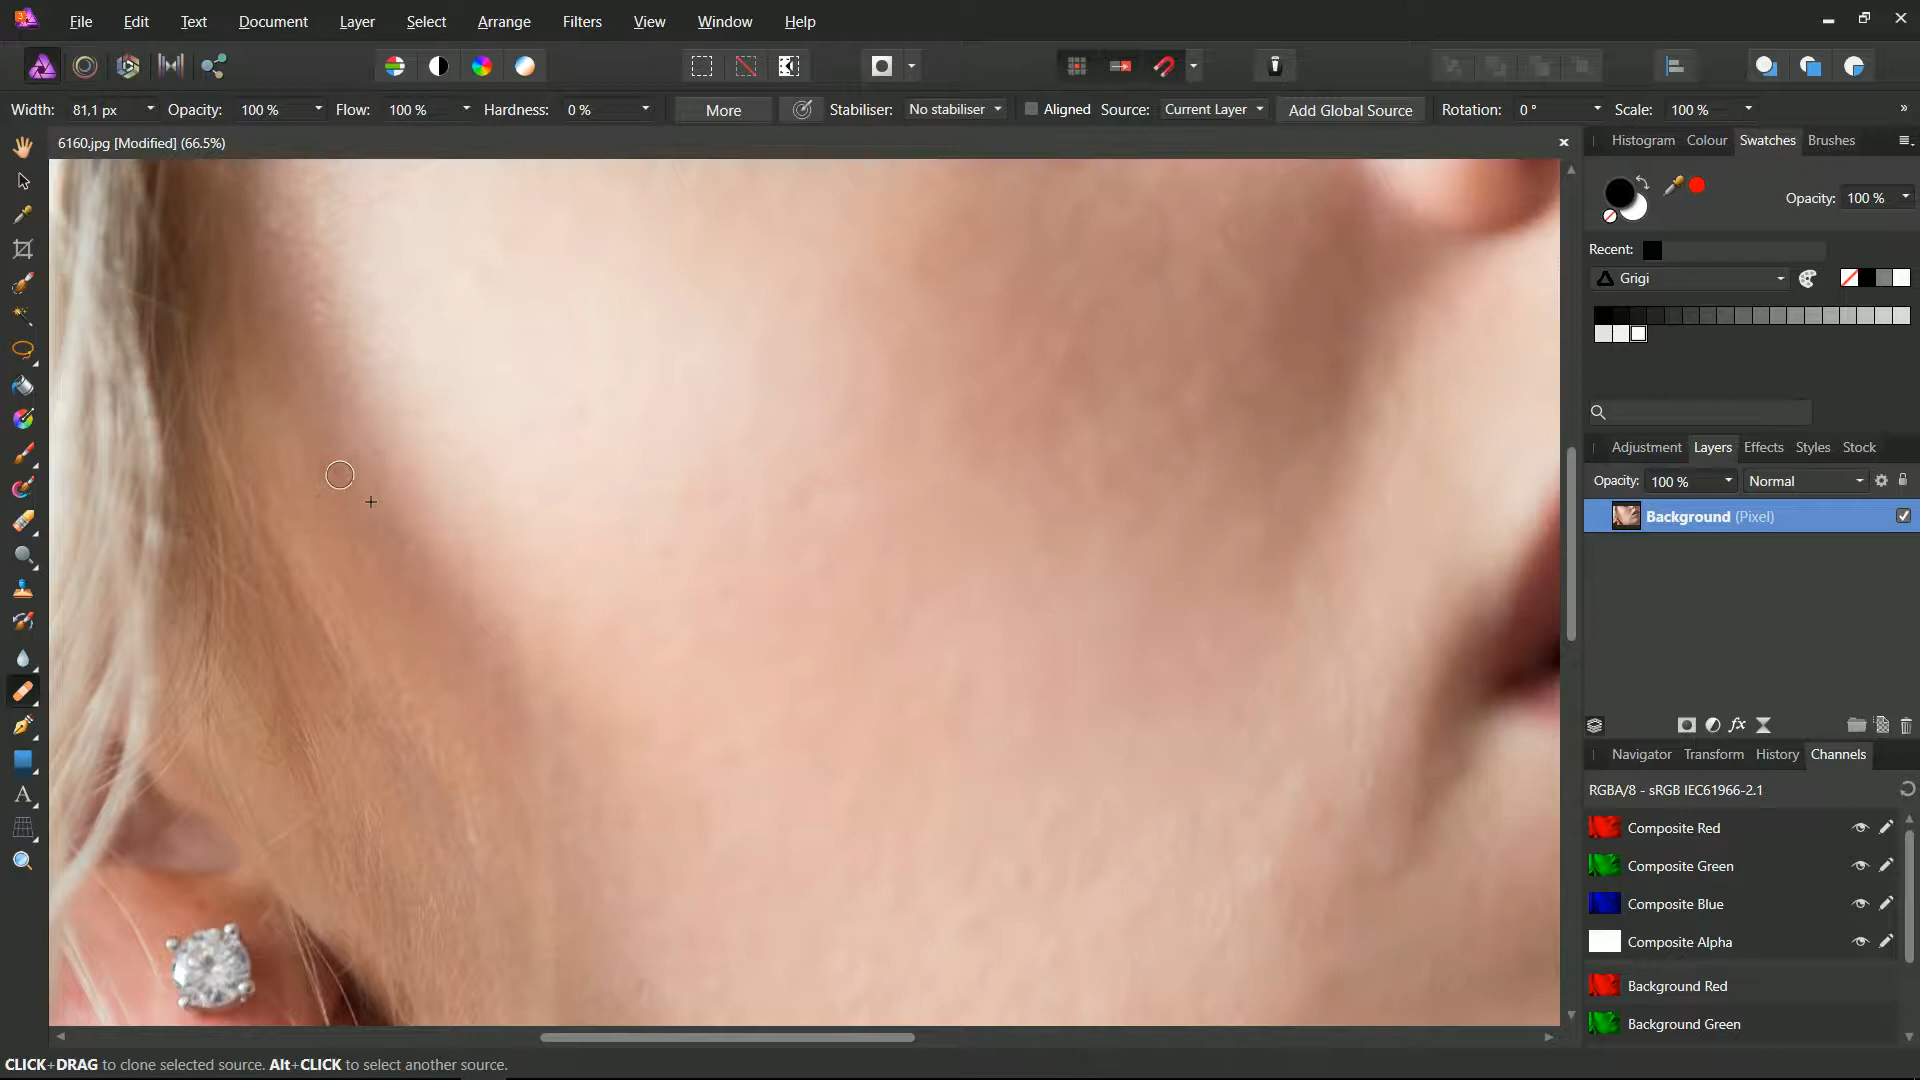 File Edit Text Document Layer Select Arrange Filters View Window Help
Width: 81,1 px Opacity: 100 % Flow: 100 % Hardness: 0 % More Stabiliser: No stabiliser Aligned Source: Current Layer Add Global Source Rotation: 0 ° Scale: 100 % »
6160.jpg [Modified] (66.5%)
Histogram Colour Swatches Brushes
Opacity: 100 %
Recent:
Grigi
Adjustment Layers Effects Styles Stock
Opacity: 100 % Normal
Background (Pixel)
Navigator Transform History Channels
RGBA/8 - sRGB IEC61966-2.1
Composite Red
Composite Green
Composite Blue
Composite Alpha
Background Red
Background Green
CLICK+DRAG to clone selected source. Alt+CLICK to select another source.